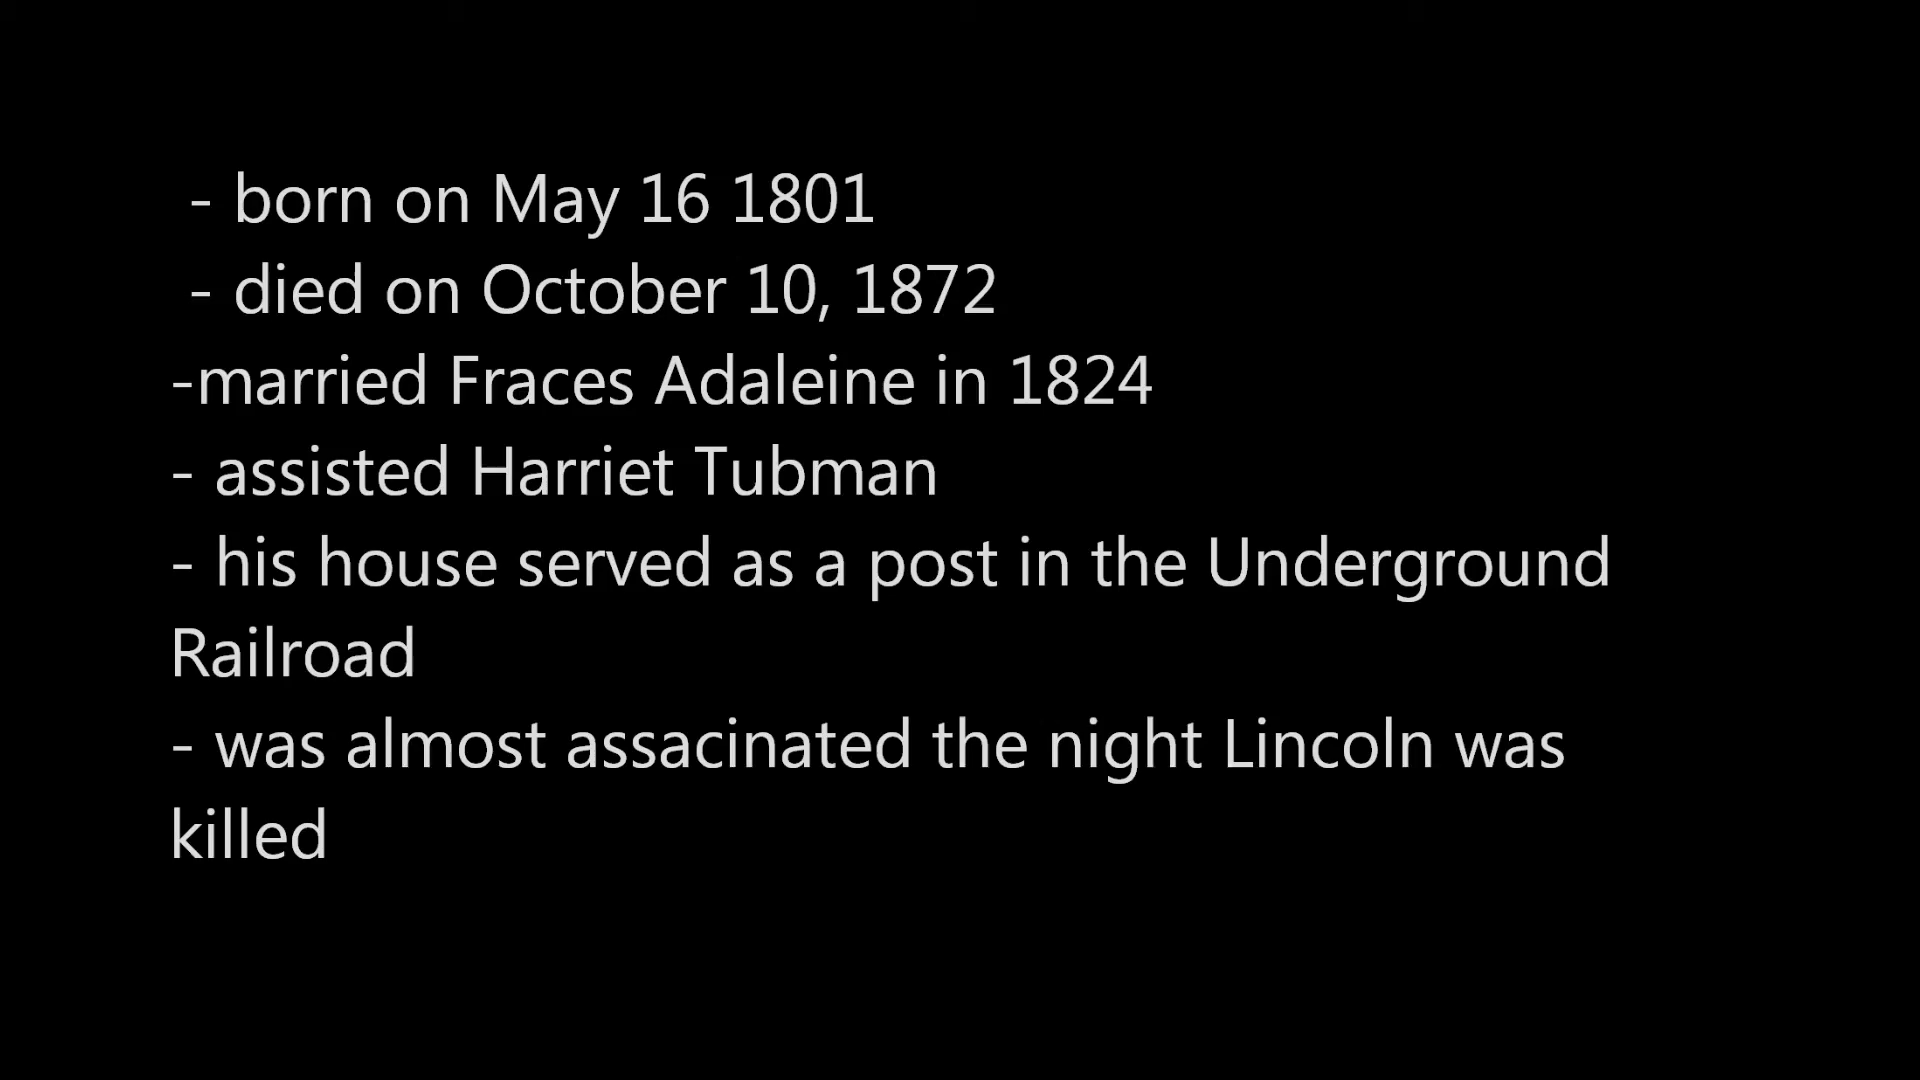 - born on May 16 1801
- died on October 10, 1872
-married Fraces Adaleine in 1824
- assisted Harriet Tubman
- his house served as a post in the Underground
Railroad
- was almost assacinated the night Lincoln was
killed